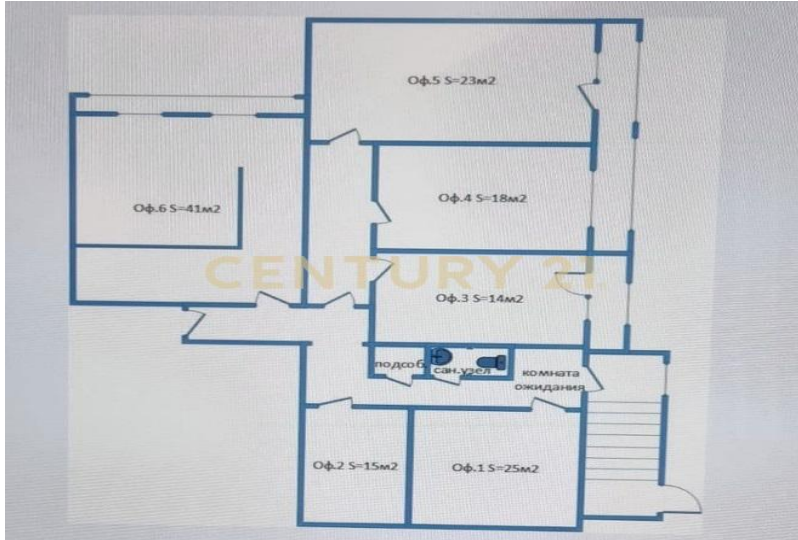 Оф.5 S=23м2
Оф.4 S=18м2
Оф.6 S=41м2
CENTURY 21.
Оф.3 S=14м2
подсоб.
сан.узел
комната
ожидания
Оф.2 S=15м2
Оф.1 S=25м2